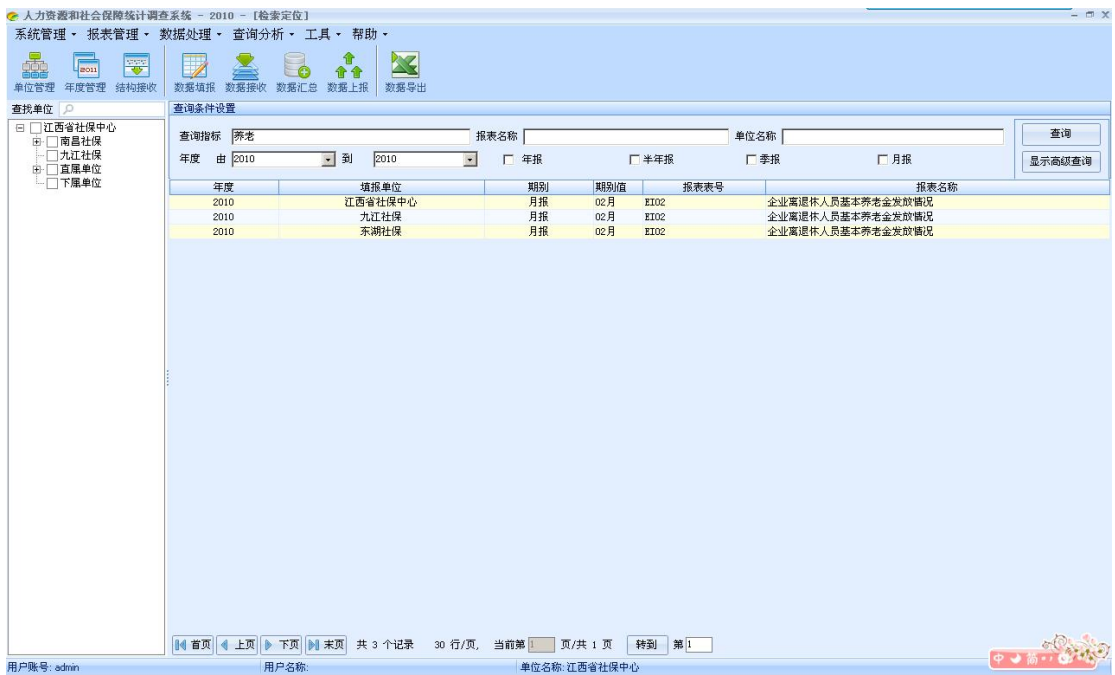 人力资源和社会保障统计调查系统 - 2010 - [检索定位]
系统管理 报表管理 数据处理 查询分析 工具 帮助
2011
单位管理 年度管理 结构接收 数据填报 数据接收 数据汇总 数据上报 数据导出
查找单位 查询条件设置
江西省社保中心
南昌社保
九江社保
直属单位
下属单位
查询指标 养老 报表名称 单位名称 查询
年度 由 2010 到 2010 年报 半年报 季报 月报 显示高级查询
年度 填报单位 期别 期别值 报表表号 报表名称
2010 江西省社保中心 月报 02月 EI02 企业离退休人员基本养老金发放情况
2010 九江社保 月报 02月 EI02 企业离退休人员基本养老金发放情况
2010 东湖社保 月报 02月 EI02 企业离退休人员基本养老金发放情况
首页 上页 下页 末页 共 3 个记录 30 行/页, 当前第 1 页/共 1 页 转到 第 1
中 简
用户账号: admin 用户名称: 单位名称: 江西省社保中心